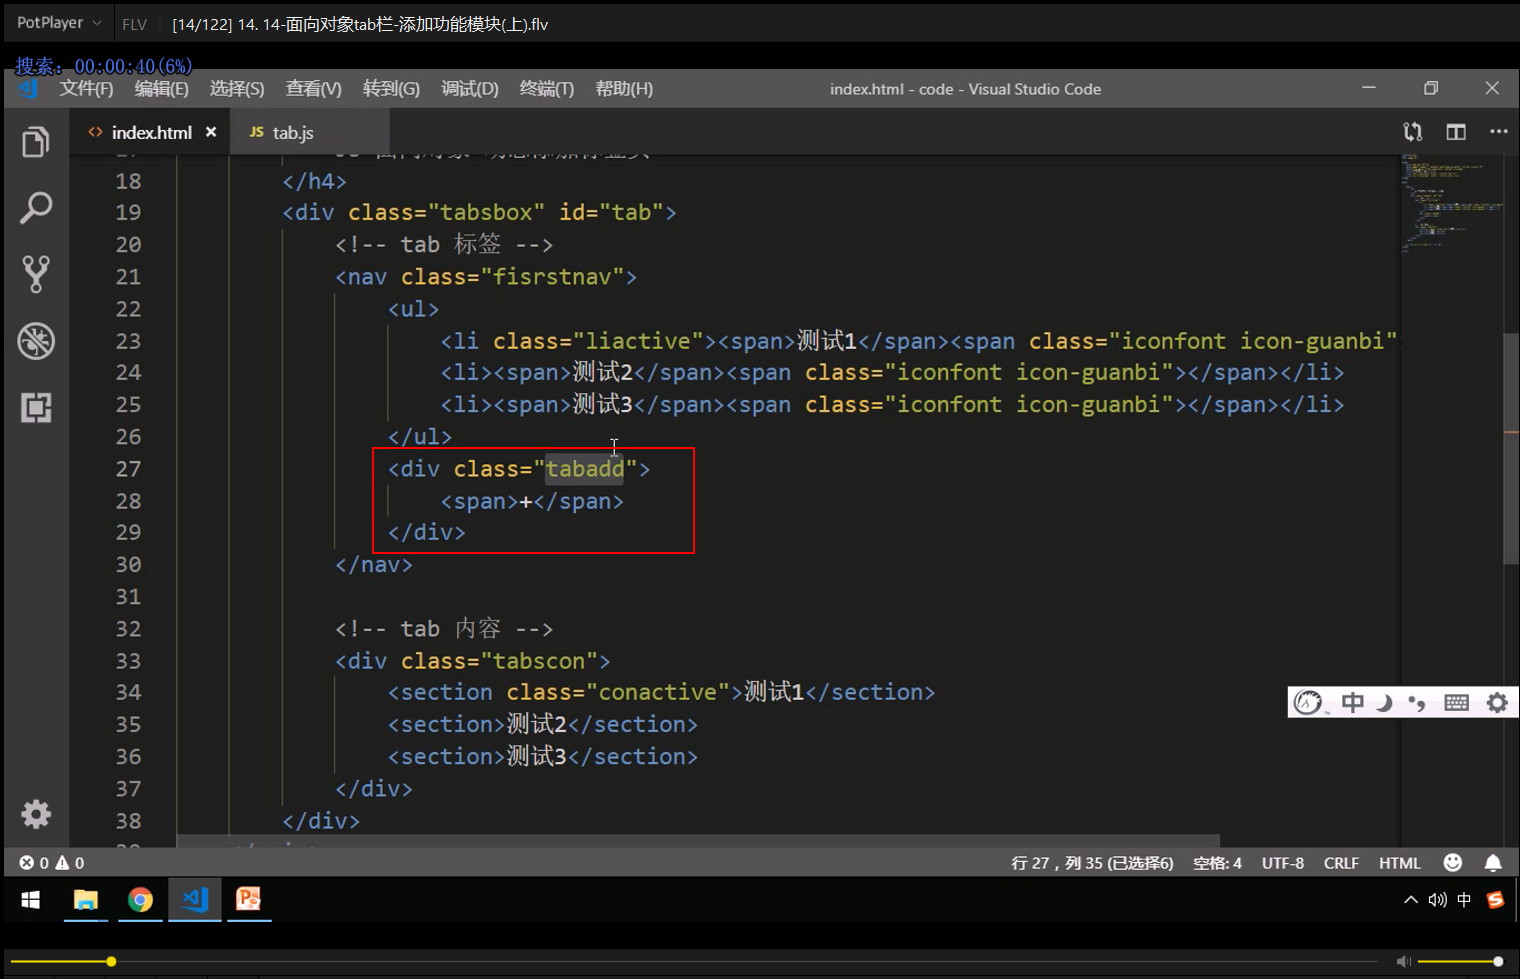 PotPlayer FLV [14/122] 14. 14-面向对象tab栏-添加功能模块(上).flv
搜索: 00:00:40(6%)
文件(F) 编辑(E) 选择(S) 查看(V) 转到(G) 调试(D) 终端(T) 帮助(H) index.html - code - Visual Studio Code
<> index.html × JS tab.js
18 </h4>
19 <div class="tabsbox" id="tab">
20 <!-- tab 标签 -->
21 <nav class="fisrstnav">
22 <ul>
23 <li class="liactive"><span>测试1</span><span class="iconfont icon-guanbi"
24 <li><span>测试2</span><span class="iconfont icon-guanbi"></span></li>
25 <li><span>测试3</span><span class="iconfont icon-guanbi"></span></li>
26 </ul>
27 <div class="tabadd">
28 <span>+</span>
29 </div>
30 </nav>
31
32 <!-- tab 内容 -->
33 <div class="tabscon">
34 <section class="conactive">测试1</section>
35 <section>测试2</section>
36 <section>测试3</section>
37 </div>
38 </div>
中
0 0 行 27，列 35 (已选择6) 空格: 4 UTF-8 CRLF HTML
中